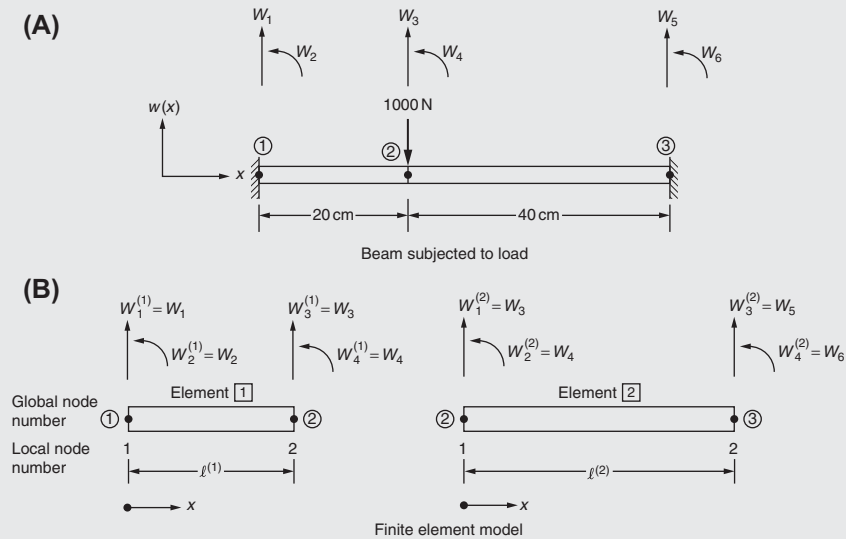 (A)
W₁ W₃ W₅
W₂ W₄ W₆
1000 N
w(x)
① ② ③
x
20 cm 40 cm
Beam subjected to load
(B)
W₁⁽¹⁾ = W₁ W₃⁽¹⁾ = W₃ W₁⁽²⁾ = W₃ W₃⁽²⁾ = W₅
W₂⁽¹⁾ = W₂ W₄⁽¹⁾ = W₄ W₂⁽²⁾ = W₄ W₄⁽²⁾ = W₆
Element 1 Element 2
Global node
number
① ② ② ③
Local node
number
1 2 1 2
ℓ⁽¹⁾ ℓ⁽²⁾
x x
Finite element model